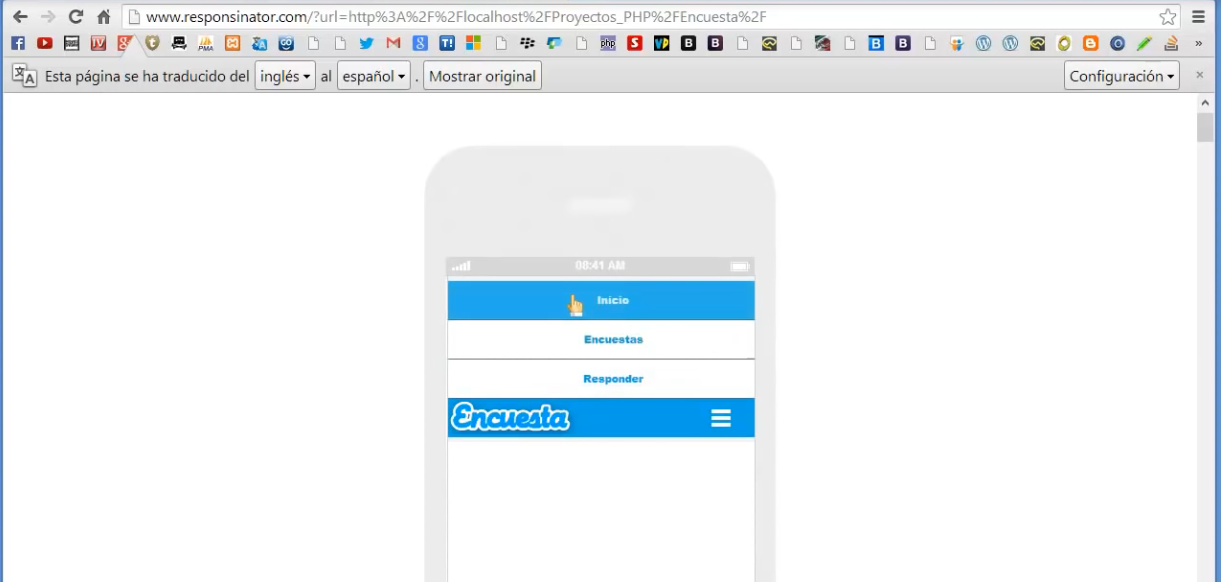 www.responsinator.com/?url=http%3A%2F%2Flocalhost%2FProyectos_PHP%2FEncuesta%2F
Esta página se ha traducido del inglés al español . Mostrar original Configuración
08:41 AM
Inicio
Encuestas
Responder
Encuesta